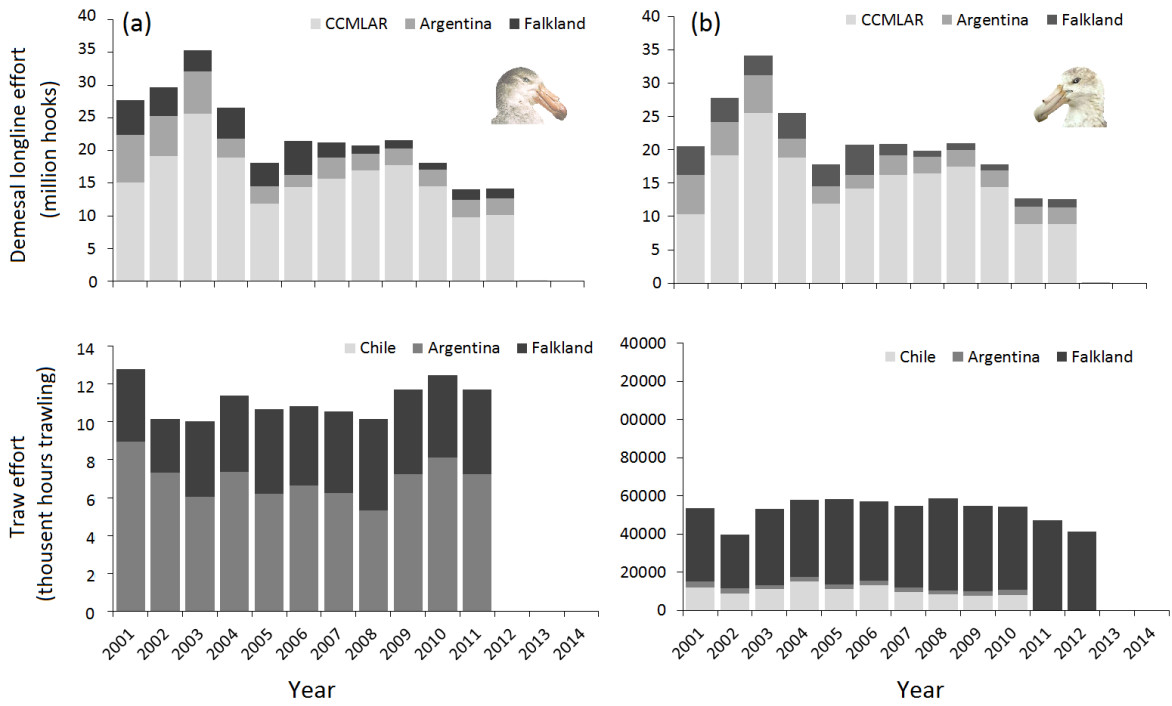 (a)
CCMLAR Argentina Falkland
Demesal longline effort
(million hooks)
40
35
30
25
20
15
10
5
0
(b)
CCMLAR Argentina Falkland
40
35
30
25
20
15
10
5
0
Chile Argentina Falkland
Traw effort
(thousent hours trawling)
14
12
10
8
6
4
2
0
2001 2002 2003 2004 2005 2006 2007 2008 2009 2010 2011 2012 2013 2014
Year
Chile Argentina Falkland
40000
20000
00000
80000
60000
40000
20000
0
2001 2002 2003 2004 2005 2006 2007 2008 2009 2010 2011 2012 2013 2014
Year